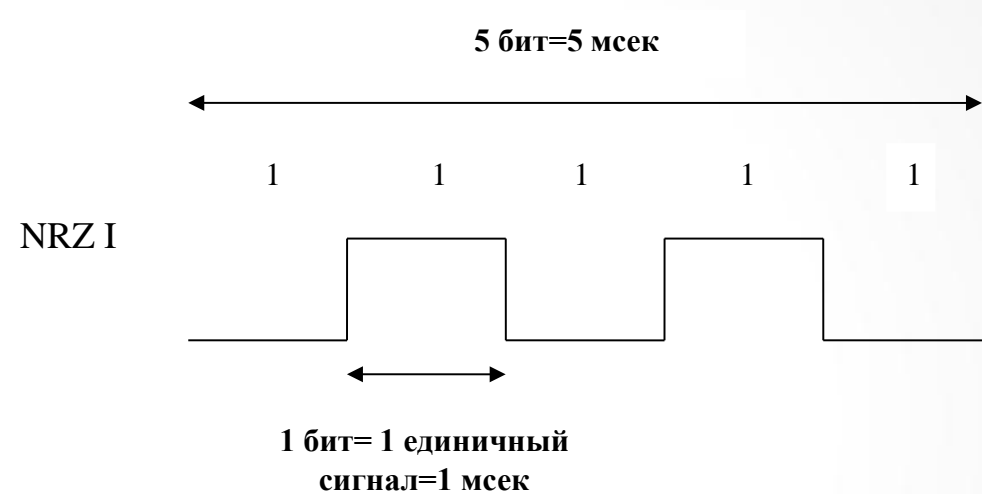 5 бит=5 мсек
1 1 1 1 1
NRZ I
1 бит= 1 единичный
сигнал=1 мсек